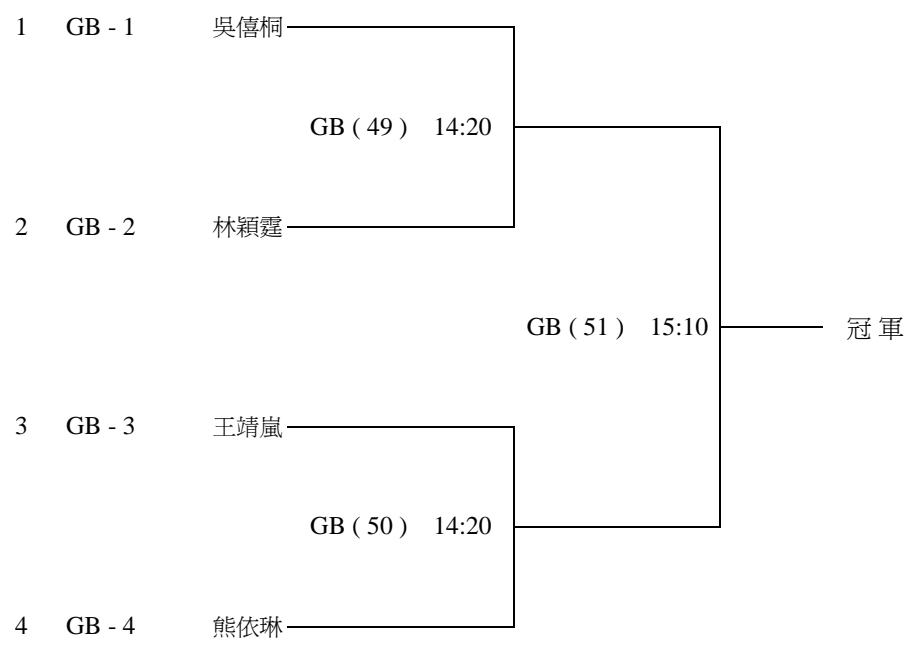 1 GB - 1 吳僖桐
GB ( 49 ) 14:20
2 GB - 2 林穎霆
GB ( 51 ) 15:10 冠 軍
3 GB - 3 王靖嵐
GB ( 50 ) 14:20
4 GB - 4 熊依琳